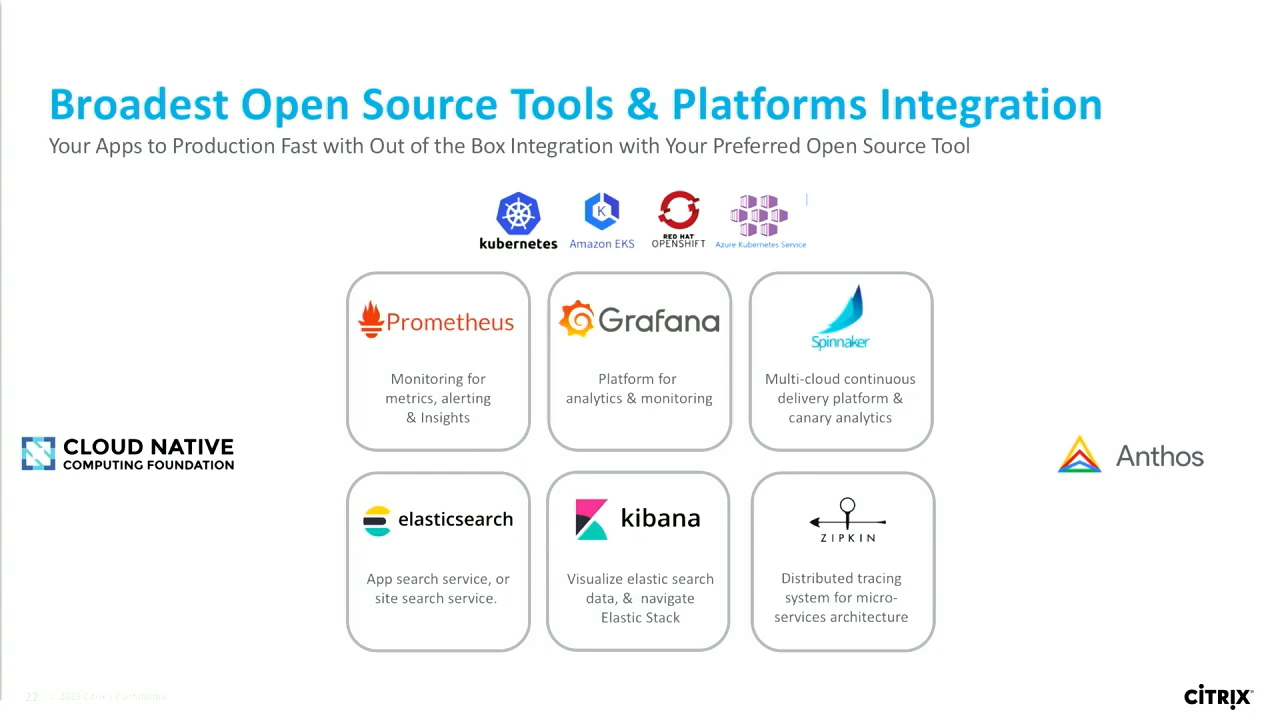 Broadest Open Source Tools & Platforms Integration
Your Apps to Production Fast with Out of the Box Integration with Your Preferred Open Source Tool
kubernetes
Amazon EKS
RED HAT
OPENSHIFT
Azure Kubernetes Service
Prometheus
Monitoring for
metrics, alerting
& Insights
Grafana
Platform for
analytics & monitoring
Spinnaker
Multi-cloud continuous
delivery platform &
canary analytics
CLOUD NATIVE
COMPUTING FOUNDATION
Anthos
elasticsearch
App search service, or
site search service.
kibana
Visualize elastic search
data, & navigate
Elastic Stack
ZIPKIN
Distributed tracing
system for micro-
services architecture
22 © Citrix | Confidential
CİTRIX